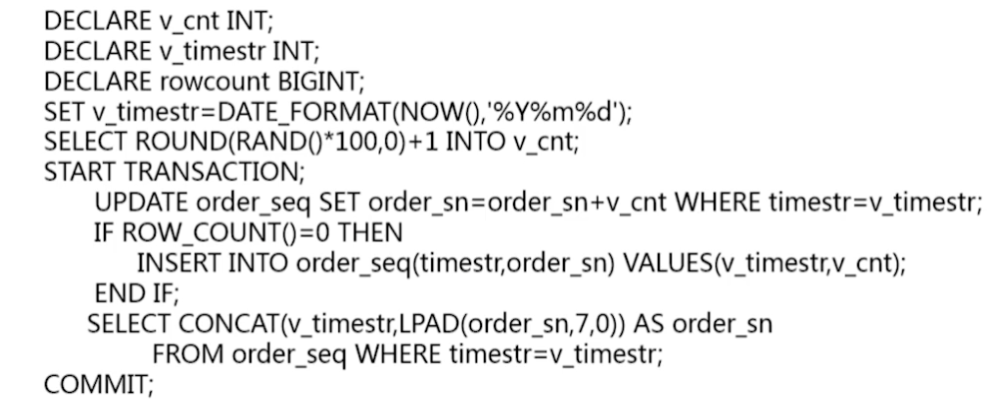 DECLARE v_cnt INT;
DECLARE v_timestr INT;
DECLARE rowcount BIGINT;
SET v_timestr=DATE_FORMAT(NOW(),'%Y%m%d');
SELECT ROUND(RAND()*100,0)+1 INTO v_cnt;
START TRANSACTION;
UPDATE order_seq SET order_sn=order_sn+v_cnt WHERE timestr=v_timestr;
IF ROW_COUNT()=0 THEN
INSERT INTO order_seq(timestr,order_sn) VALUES(v_timestr,v_cnt);
END IF;
SELECT CONCAT(v_timestr,LPAD(order_sn,7,0)) AS order_sn
FROM order_seq WHERE timestr=v_timestr;
COMMIT;